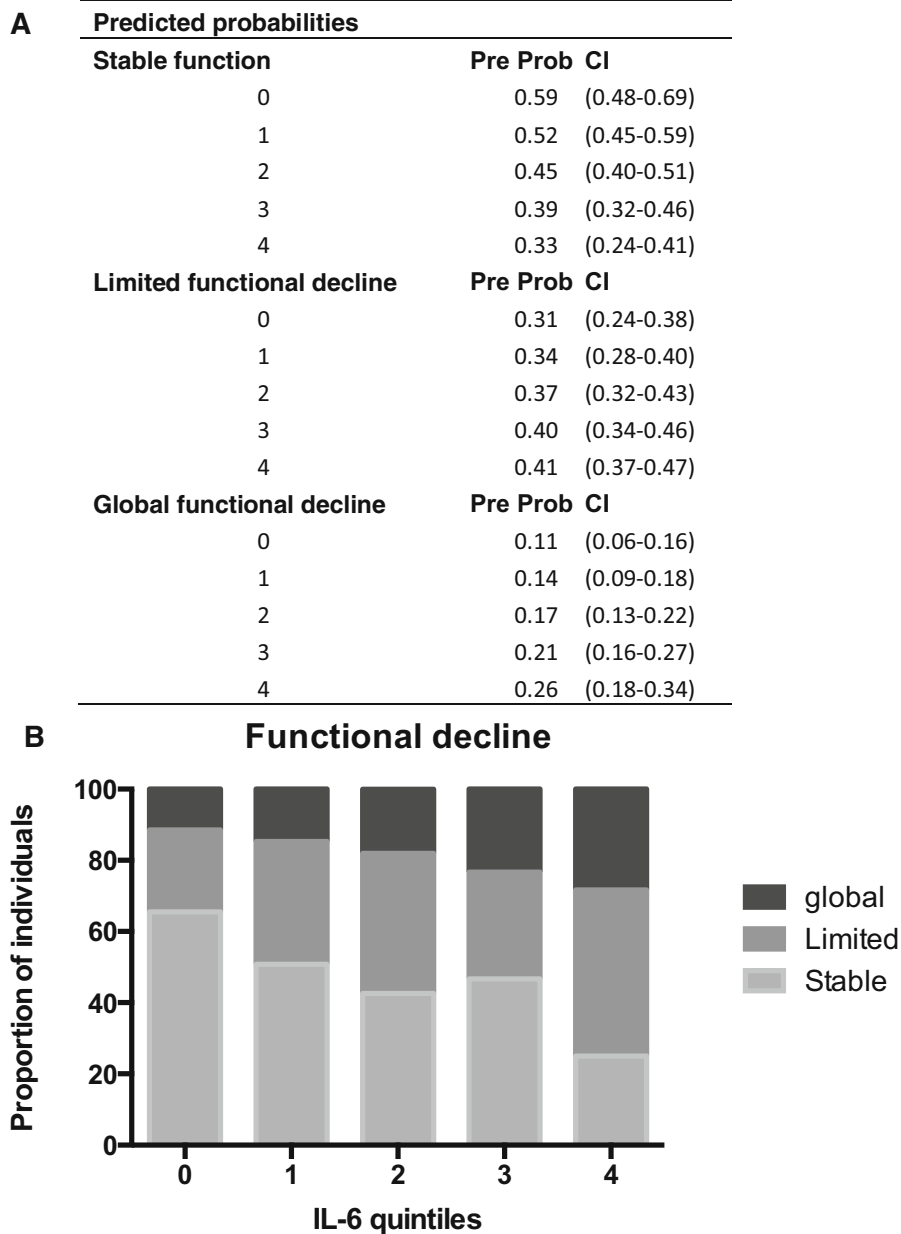 A
Predicted probabilities
Stable function Pre Prob CI
0 0.59 (0.48-0.69)
1 0.52 (0.45-0.59)
2 0.45 (0.40-0.51)
3 0.39 (0.32-0.46)
4 0.33 (0.24-0.41)
Limited functional decline Pre Prob CI
0 0.31 (0.24-0.38)
1 0.34 (0.28-0.40)
2 0.37 (0.32-0.43)
3 0.40 (0.34-0.46)
4 0.41 (0.37-0.47)
Global functional decline Pre Prob CI
0 0.11 (0.06-0.16)
1 0.14 (0.09-0.18)
2 0.17 (0.13-0.22)
3 0.21 (0.16-0.27)
4 0.26 (0.18-0.34)
B
Functional decline
Proportion of individuals
100
80
60
40
20
0
0 1 2 3 4
IL-6 quintiles
global
Limited
Stable